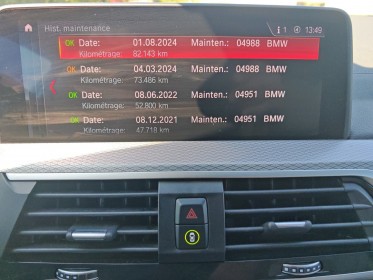 Hist. maintenance
1 13:49
OK Date: 01.08.2024 Mainten.: 04988 BMW
Kilométrage: 82.143 km
OK Date: 04.03.2024 Mainten.: 04988 BMW
Kilométrage: 73.486 km
OK Date: 08.06.2022 Mainten.: 04951 BMW
Kilométrage: 52.800 km
OK Date: 08.12.2021 Mainten.: 04951 BMW
Kilométrage: 47.718 km